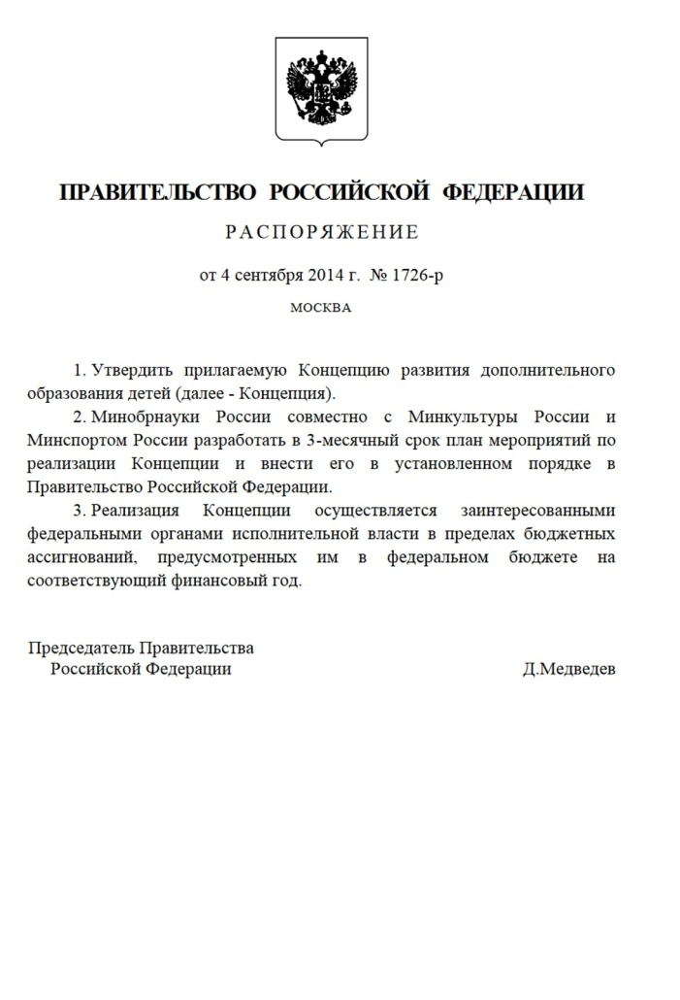 ПРАВИТЕЛЬСТВО РОССИЙСКОЙ ФЕДЕРАЦИИ
РАСПОРЯЖЕНИЕ
от 4 сентября 2014 г. № 1726-р
МОСКВА
1. Утвердить прилагаемую Концепцию развития дополнительного
образования детей (далее - Концепция).
2. Минобрнауки России совместно с Минкультуры России и
Минспортом России разработать в 3-месячный срок план мероприятий по
реализации Концепции и внести его в установленном порядке в
Правительство Российской Федерации.
3. Реализация Концепции осуществляется заинтересованными
федеральными органами исполнительной власти в пределах бюджетных
ассигнований, предусмотренных им в федеральном бюджете на
соответствующий финансовый год.
Председатель Правительства
Российской Федерации Д.Медведев